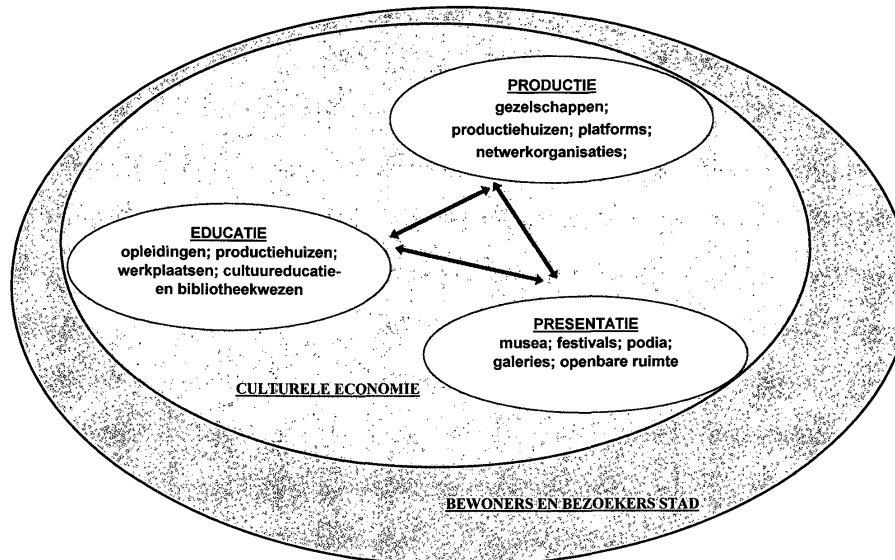 PRODUCTIE
gezelschappen;
productiehuizen; platforms;
netwerkorganisaties;
EDUCATIE
opleidingen; productiehuizen;
werkplaatsen; cultuureducatie-
en bibliotheekwezen
PRESENTATIE
musea; festivals; podia;
galeries; openbare ruimte
CULTURELE ECONOMIE
BEWONERS EN BEZOEKERS STAD